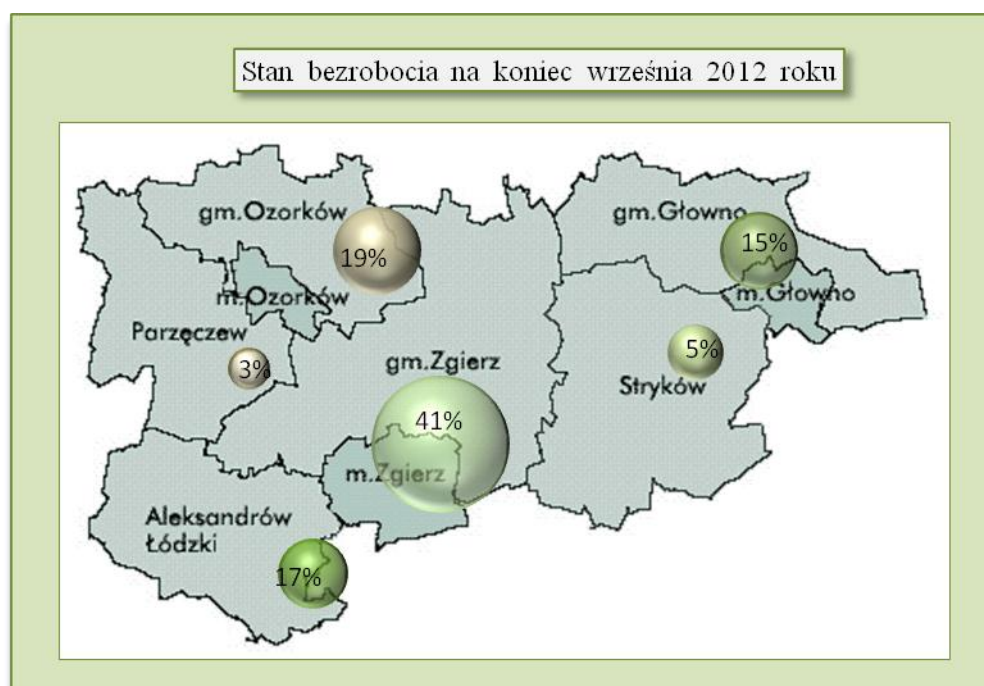 Stan bezrobocia na koniec września 2012 roku
gm.Ozorków
19%
m.Ozorków
Parzęczew
3%
gm.Zgierz
41%
m.Zgierz
Aleksandrów
Łódzki
17%
gm.Głowno
15%
m.Głowno
5%
Stryków